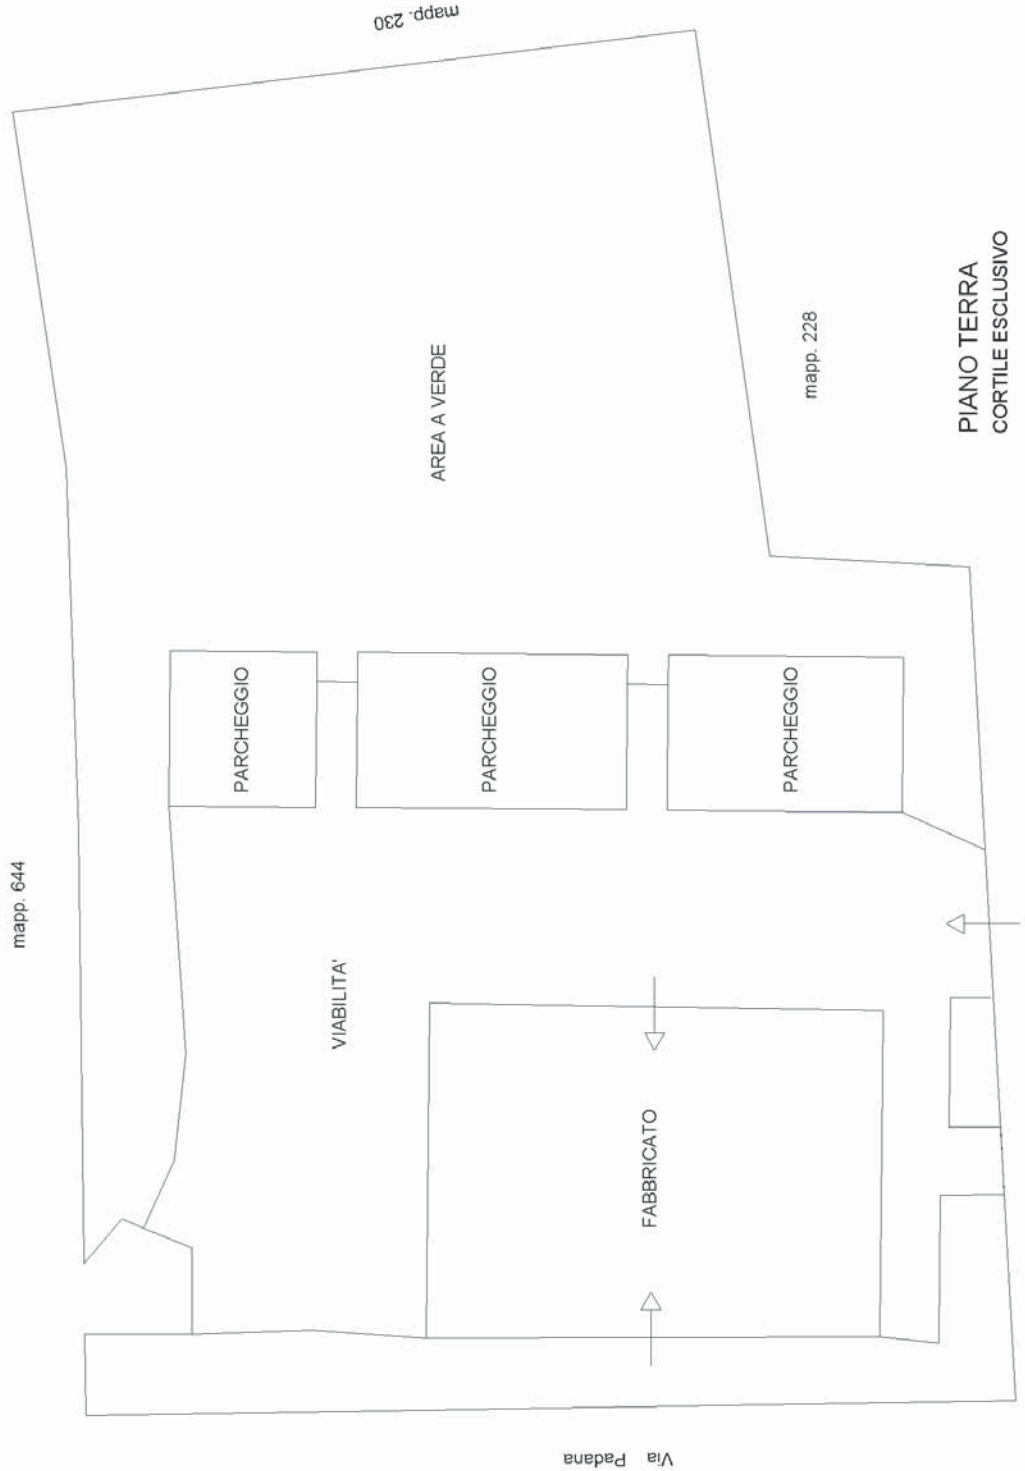 mapp. 230
mapp. 644
AREA A VERDE
mapp. 228
PIANO TERRA
CORTILE ESCLUSIVO
PARCHEGGIO
PARCHEGGIO
PARCHEGGIO
VIABILITA'
FABBRICATO
Via Padana